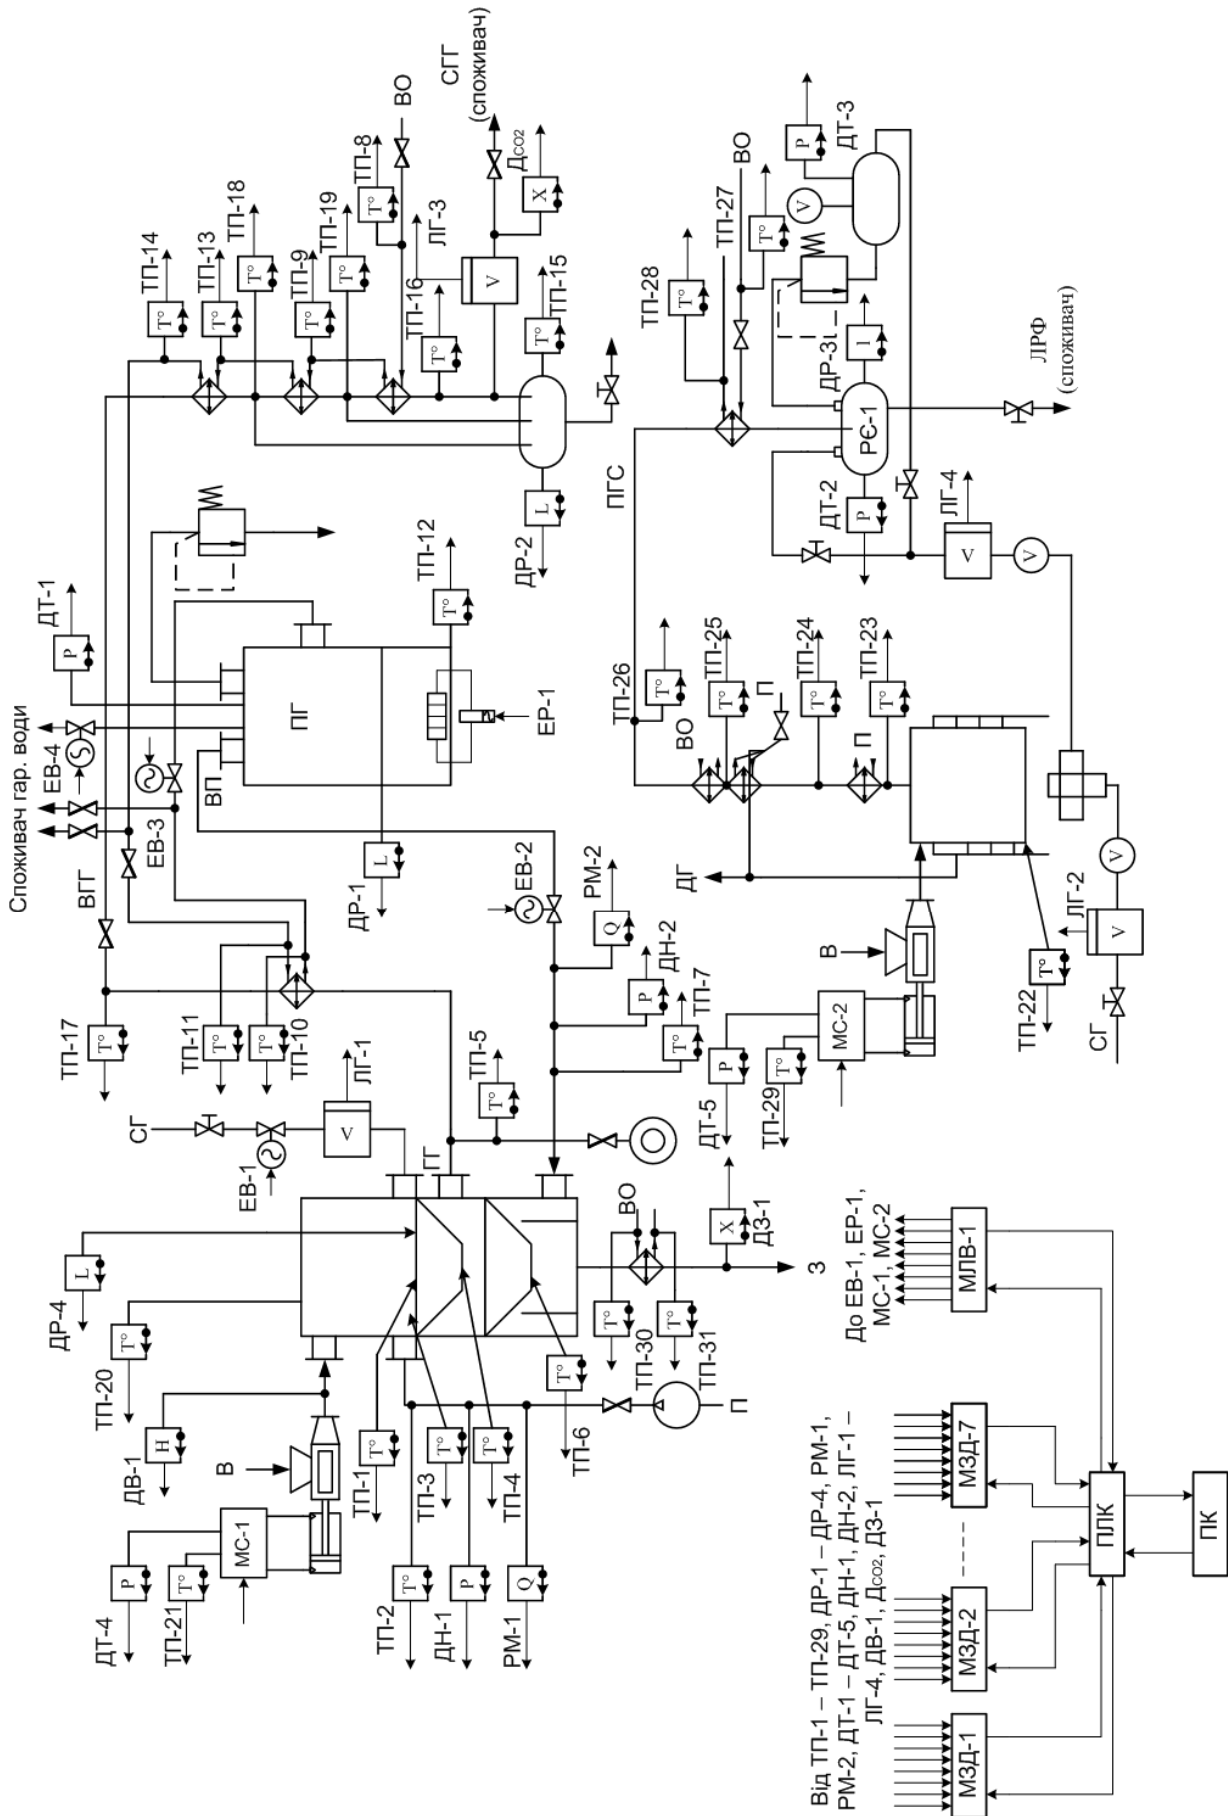 Споживач гар. води
ЕВ-4
ЕВ-3
ВГГ
ВП
ПГ
ДТ-1
ЕР-1
ТП-12
ДР-1
ЕВ-2
РМ-2
ДН-2
ТП-7
ТП-5
ТП-17
ТП-11
ТП-10
ЛГ-1
СГ
ЕВ-1
ГГ
ТП-14
ТП-13
ТП-18
ТП-9
ТП-19
ТП-8
ВО
ТП-16
ЛГ-3
СГГ
(споживач)
ДСО2
ТП-15
ДР-2
ДР-4
ТП-20
ДВ-1
В
МС-1
ДТ-4
ТП-21
ТП-1
ТП-2
ТП-3
ТП-4
ДН-1
РМ-1
ТП-6
П
ТП-30
ТП-31
ВО
ДЗ-1
З
ПГС
ТП-28
ТП-27
ВО
ДТ-3
ДР-3
РЄ-1
ДТ-2
ЛРФ
(споживач)
ЛГ-4
ТП-26
ВО
ТП-25
П
ТП-24
П
ТП-23
ДГ
В
МС-2
ДТ-5
ТП-29
ТП-22
ЛГ-2
СГ
Від ТП-1 – ТП-29, ДР-1 – ДР-4, РМ-1,
РМ-2, ДТ-1 – ДТ-5, ДН-1, ДН-2, ЛГ-1 –
ЛГ-4, ДВ-1, ДСО2, ДЗ-1
До ЕВ-1, ЕР-1,
МС-1, МС-2
МЗД-1
МЗД-2
МЗД-7
МЛВ-1
ПЛК
ПК